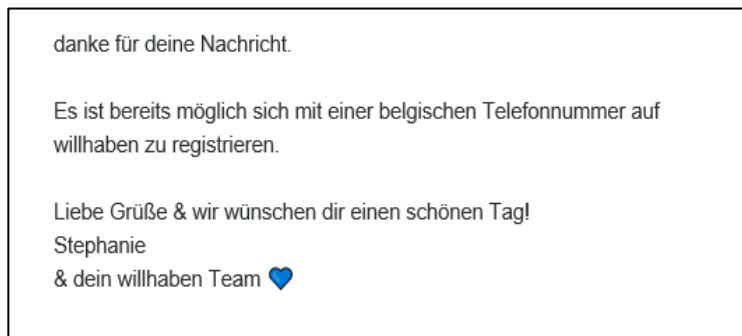 danke für deine Nachricht.
Es ist bereits möglich sich mit einer belgischen Telefonnummer auf
willhaben zu registrieren.
Liebe Grüße & wir wünschen dir einen schönen Tag!
Stephanie
& dein willhaben Team 💙